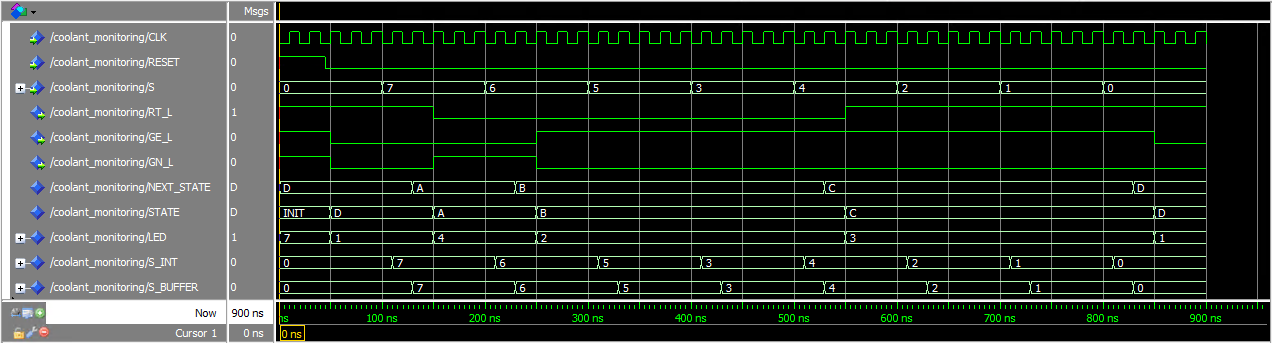 Msgs
/coolant_monitoring/CLK 0
/coolant_monitoring/RESET 0
/coolant_monitoring/S 0 0 7 6 5 3 4 2 1 0
/coolant_monitoring/RT_L 1
/coolant_monitoring/GE_L 0
/coolant_monitoring/GN_L 0
/coolant_monitoring/NEXT_STATE D D A B C D
/coolant_monitoring/STATE D INIT D A B C D
/coolant_monitoring/LED 1 7 1 4 2 3 1
/coolant_monitoring/S_INT 0 0 7 6 5 3 4 2 1 0
/coolant_monitoring/S_BUFFER 0 0 7 6 5 3 4 2 1 0
Now 900 ns ns 100 ns 200 ns 300 ns 400 ns 500 ns 600 ns 700 ns 800 ns 900 ns
Cursor 1 0 ns 0 ns